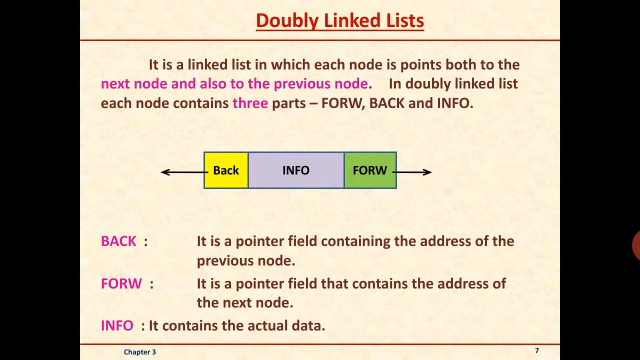 Doubly Linked Lists
It is a linked list in which each node is points both to the
next node and also to the previous node. In doubly linked list
each node contains three parts – FORW, BACK and INFO.
Back INFO FORW
BACK : It is a pointer field containing the address of the
previous node.
FORW : It is a pointer field that contains the address of
the next node.
INFO : It contains the actual data.
Chapter 3 7